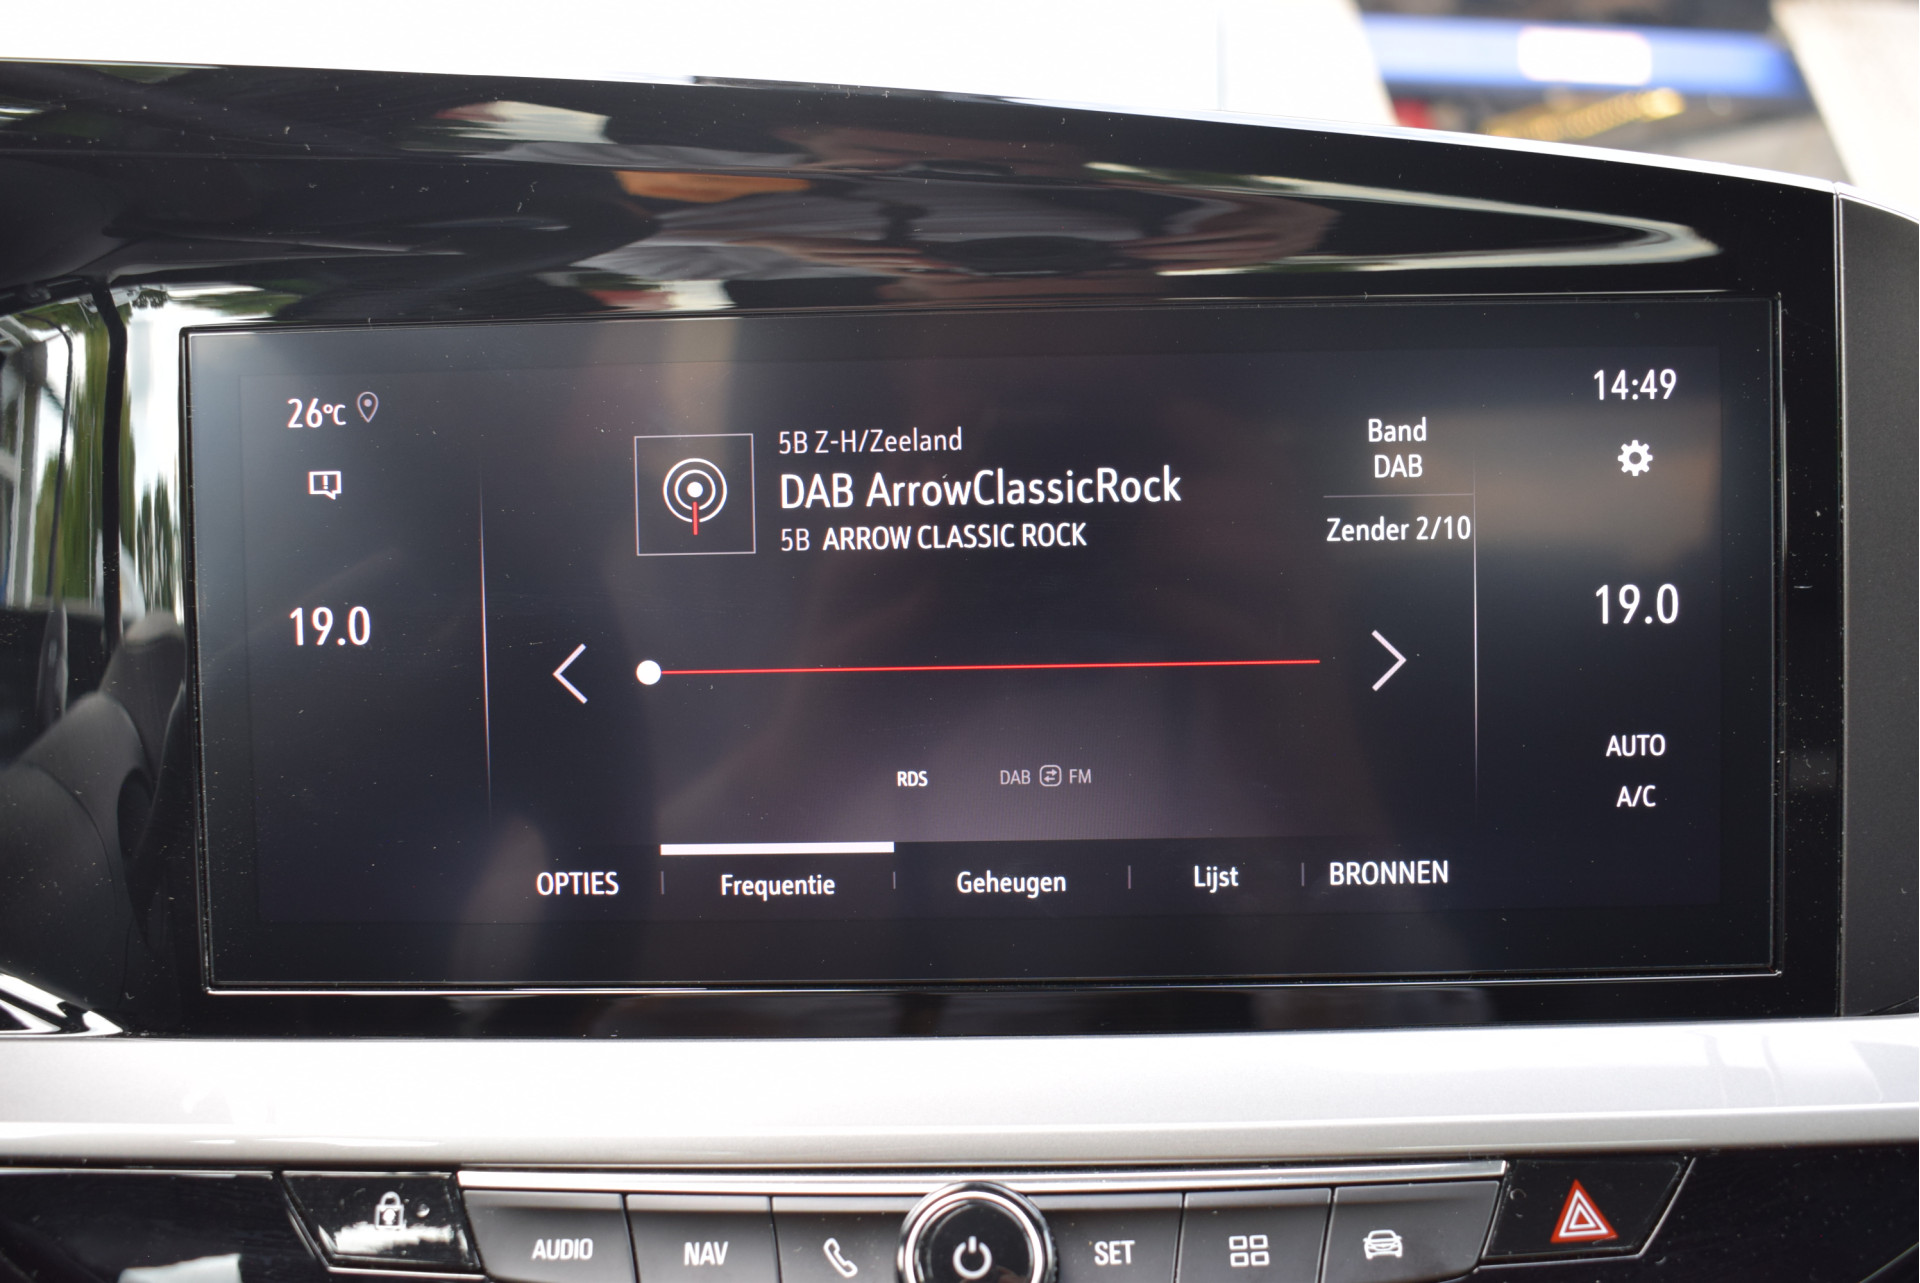 26°C
14:49
5B Z-H/Zeeland
DAB ArrowClassicRock
5B ARROW CLASSIC ROCK
Band
DAB
Zender 2/10
19.0
19.0
AUTO
A/C
RDS
DAB FM
OPTIES
Frequentie
Geheugen
Lijst
BRONNEN
AUDIO
NAV
SET